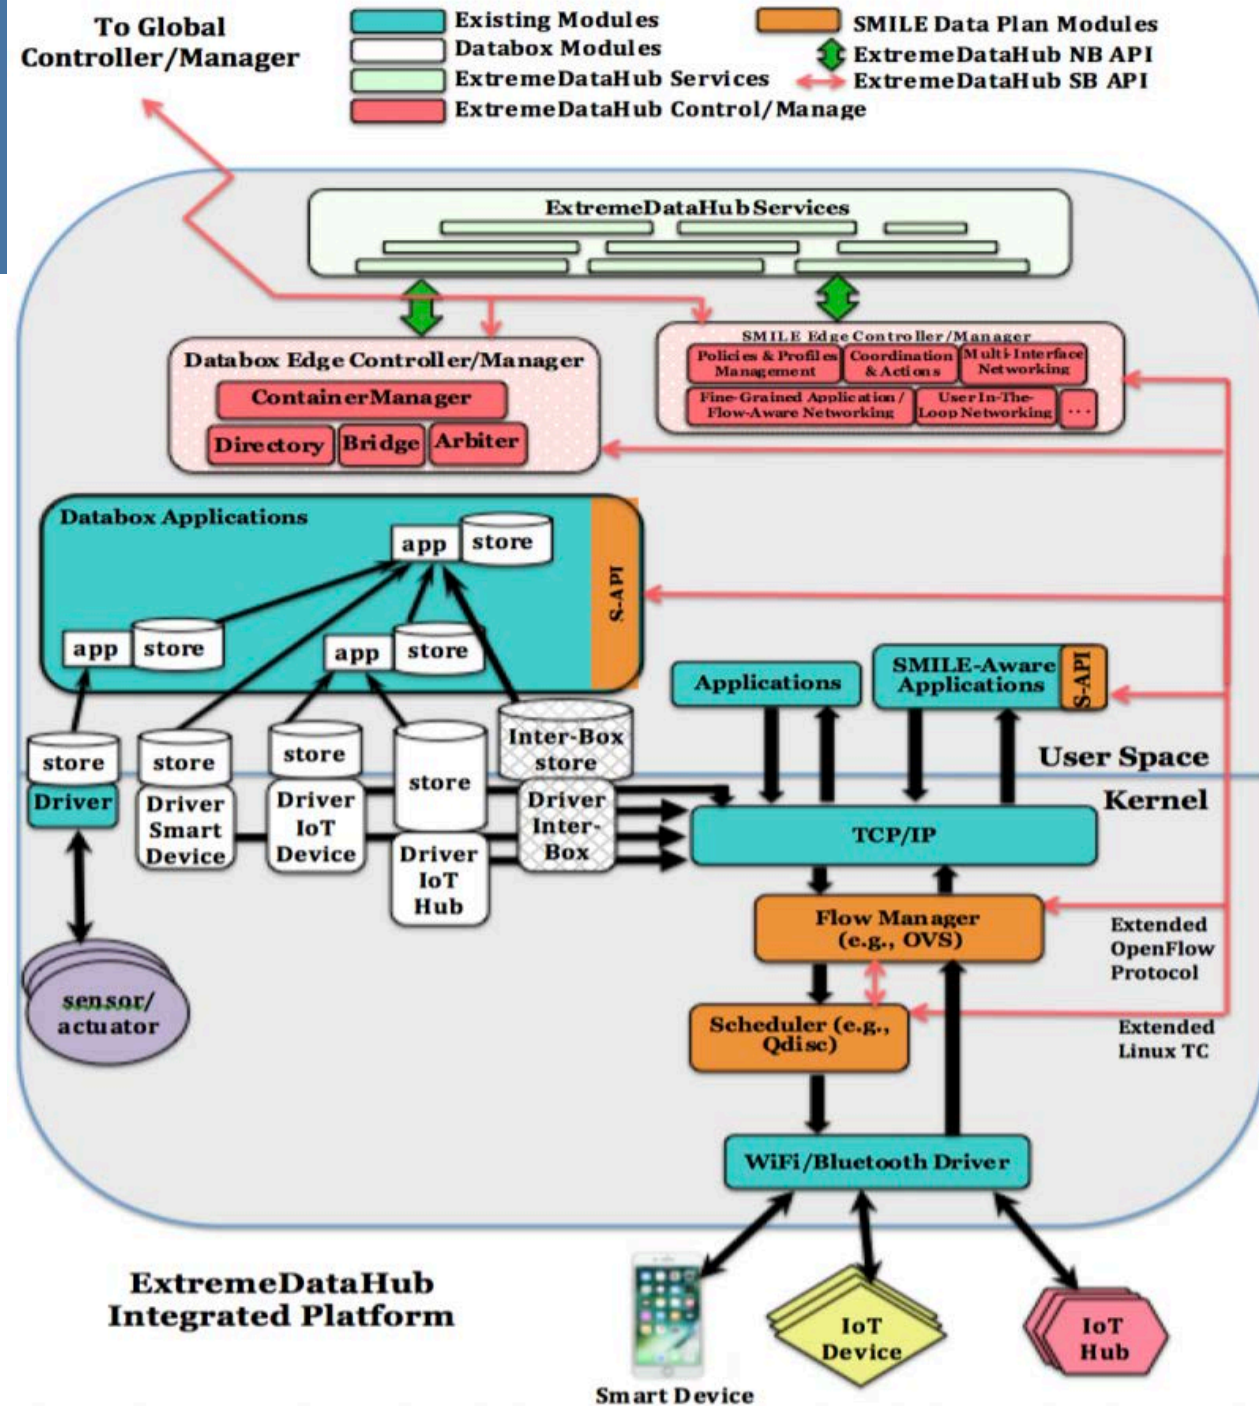 To Global
Controller/Manager
Existing Modules
Databox Modules
ExtremeDataHub Services
ExtremeDataHub Control/Manage
SMILE Data Plan Modules
ExtremeDataHub NB API
ExtremeDataHub SB API
ExtremeDataHub Services
Databox Edge Controller/Manager
ContainerManager
Directory
Bridge
Arbiter
SMILE Edge Controller/Manager
Policies & Profiles
Management
Coordination
& Actions
Multi-Interface
Networking
Fine-Grained Application/
Flow-Aware Networking
User In-The-
Loop Networking
...
Databox Applications
app
store
S-API
app
store
app
store
Applications
SMILE-Aware
Applications
S-API
User Space
Kernel
store
Driver
store
Driver
Smart
Device
store
Driver
IoT
Device
store
Driver
IoT
Hub
Inter-Box
store
Driver
Inter-
Box
TCP/IP
Flow Manager
(e.g., OVS)
Extended
OpenFlow
Protocol
sensor/
actuator
Scheduler (e.g.,
Qdisc)
Extended
Linux TC
WiFi/Bluetooth Driver
ExtremeDataHub
Integrated Platform
Smart Device
IoT
Device
IoT
Hub